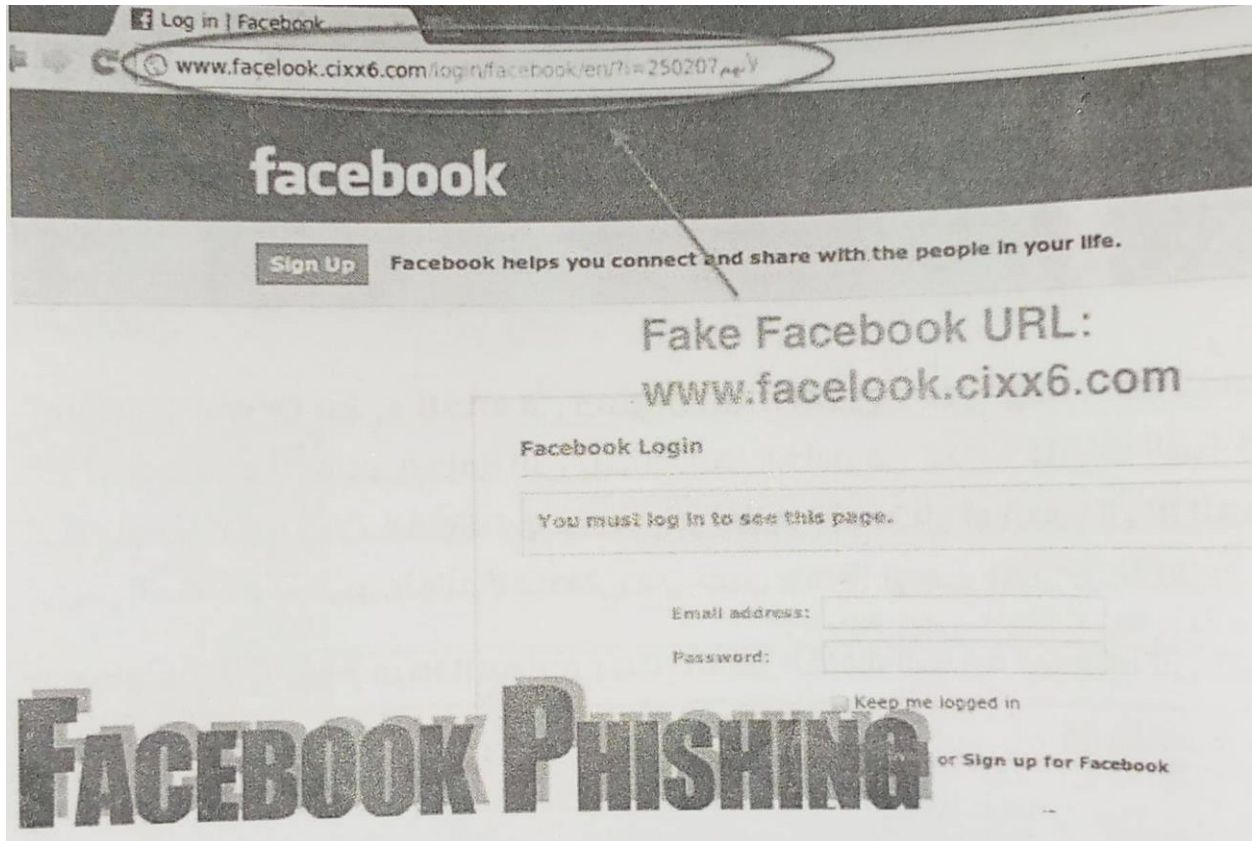 Log in | Facebook
www.façelook.cixx6.com/login/facebook/en/?i=250207
facebook
Sign Up Facebook helps you connect and share with the people in your life.
Fake Facebook URL:
www.facelook.cixx6.com
Facebook Login
You must log in to see this page.
Email address:
Password:
Keep me logged in
or Sign up for Facebook
FACEBOOK PHISHING